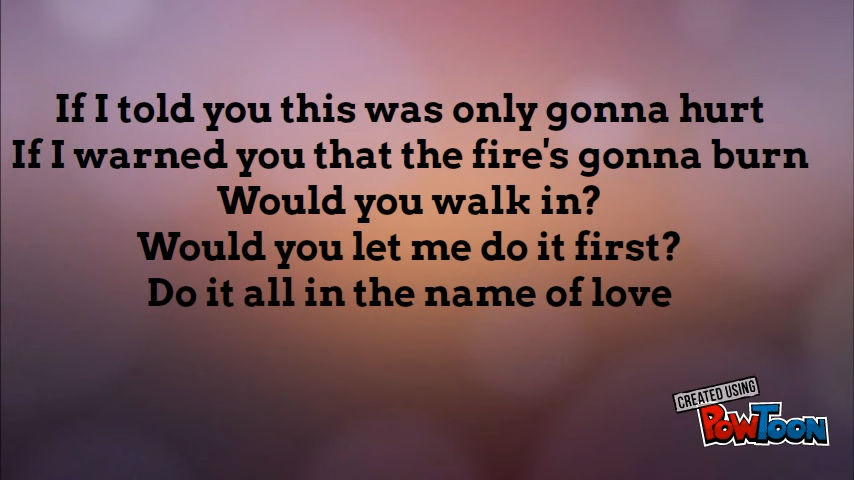 If I told you this was only gonna hurt
If I warned you that the fire's gonna burn
Would you walk in?
Would you let me do it first?
Do it all in the name of love
CREATED USING
POWTOON